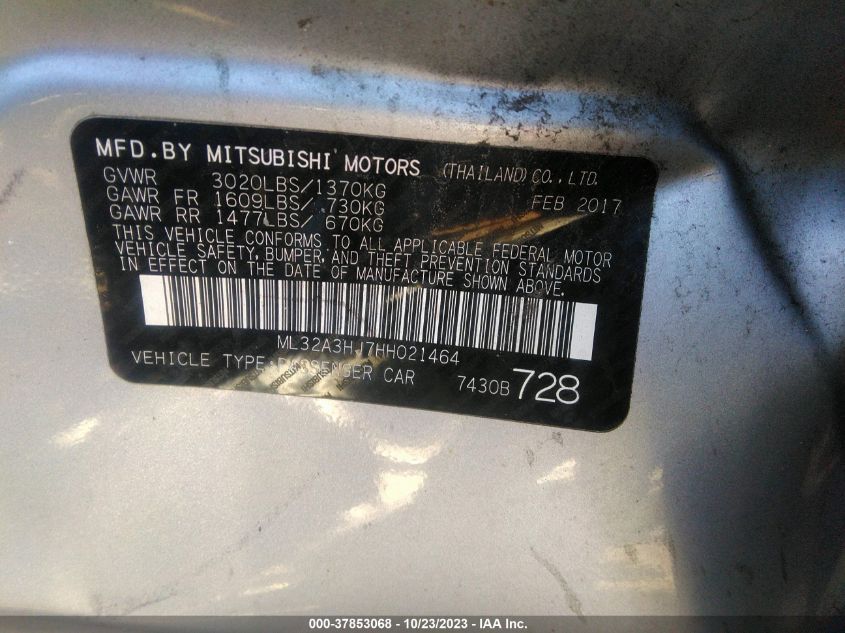 MFD.BY MITSUBISHI MOTORS (THAILAND)CO.,LTD.
GVWR 3020LBS/1370KG FEB 2017
GAWR FR 1609LBS/ 730KG
GAWR RR 1477LBS/ 670KG
THIS VEHICLE CONFORMS TO ALL APPLICABLE FEDERAL MOTOR
VEHICLE SAFETY, BUMPER, AND THEFT PREVENTION STANDARDS
IN EFFECT ON THE DATE OF MANUFACTURE SHOWN ABOVE.
ML32A3HJ7HH021464
VEHICLE TYPE:PASSENGER CAR 7430B 728
000-37853068 - 10/23/2023 - IAA Inc.